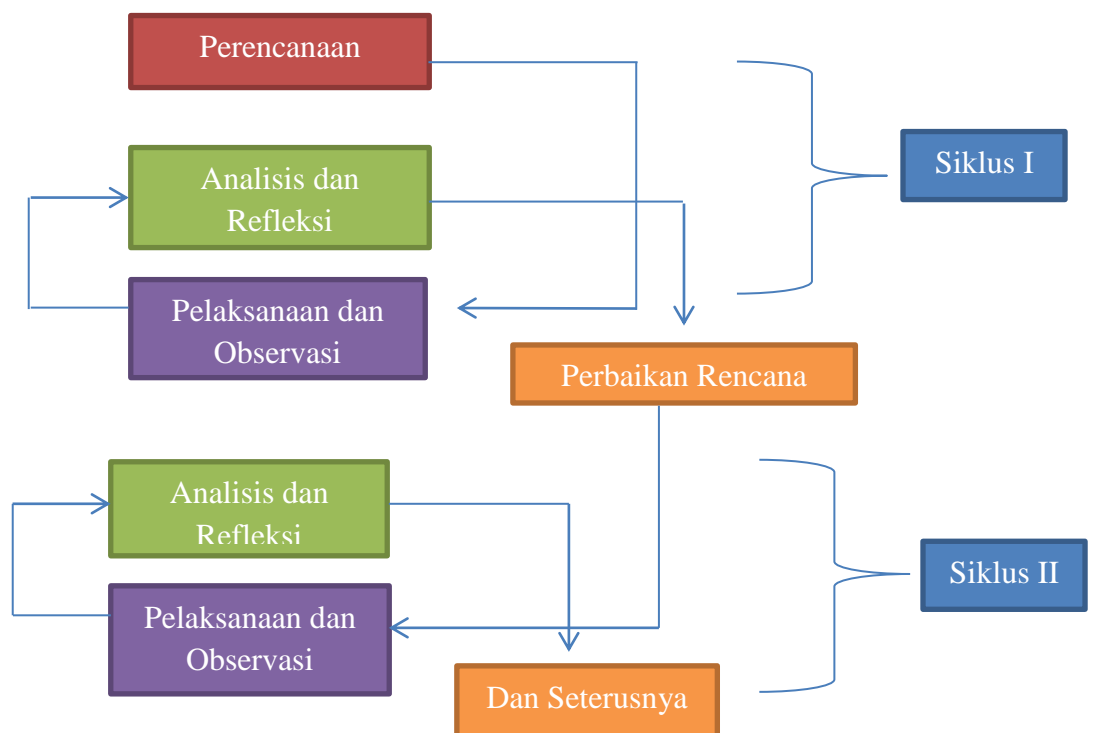 Perencanaan
Siklus I
Analisis dan
Refleksi
Pelaksanaan dan
Observasi
Perbaikan Rencana
Analisis dan
Refleksi
Siklus II
Pelaksanaan dan
Observasi
Dan Seterusnya